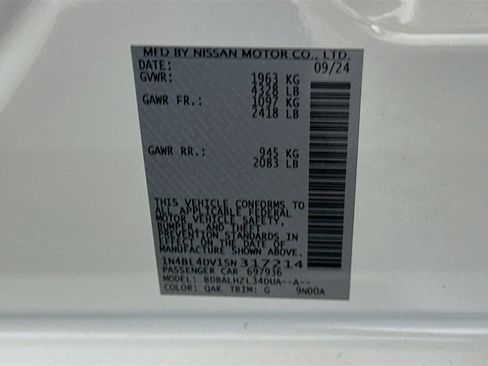 MFD BY NISSAN MOTOR CO., LTD.
DATE: 09/24
GVWR: 1963 KG
4328 LB
GAWR FR.: 1097 KG
2418 LB
GAWR RR.: 945 KG
2083 LB
THIS VEHICLE CONFORMS TO
ALL APPLICABLE FEDERAL
MOTOR VEHICLE SAFETY,
BUMPER, AND THEFT
PREVENTION STANDARDS IN
EFFECT ON THE DATE OF
MANUFACTURE SHOWN ABOVE.
1N4BL4DV1SN317214
PASSENGER CAR 697936
MODEL: BDBALHZL34DUA--A--
COLOR: QAK TRIM: G 9N00A